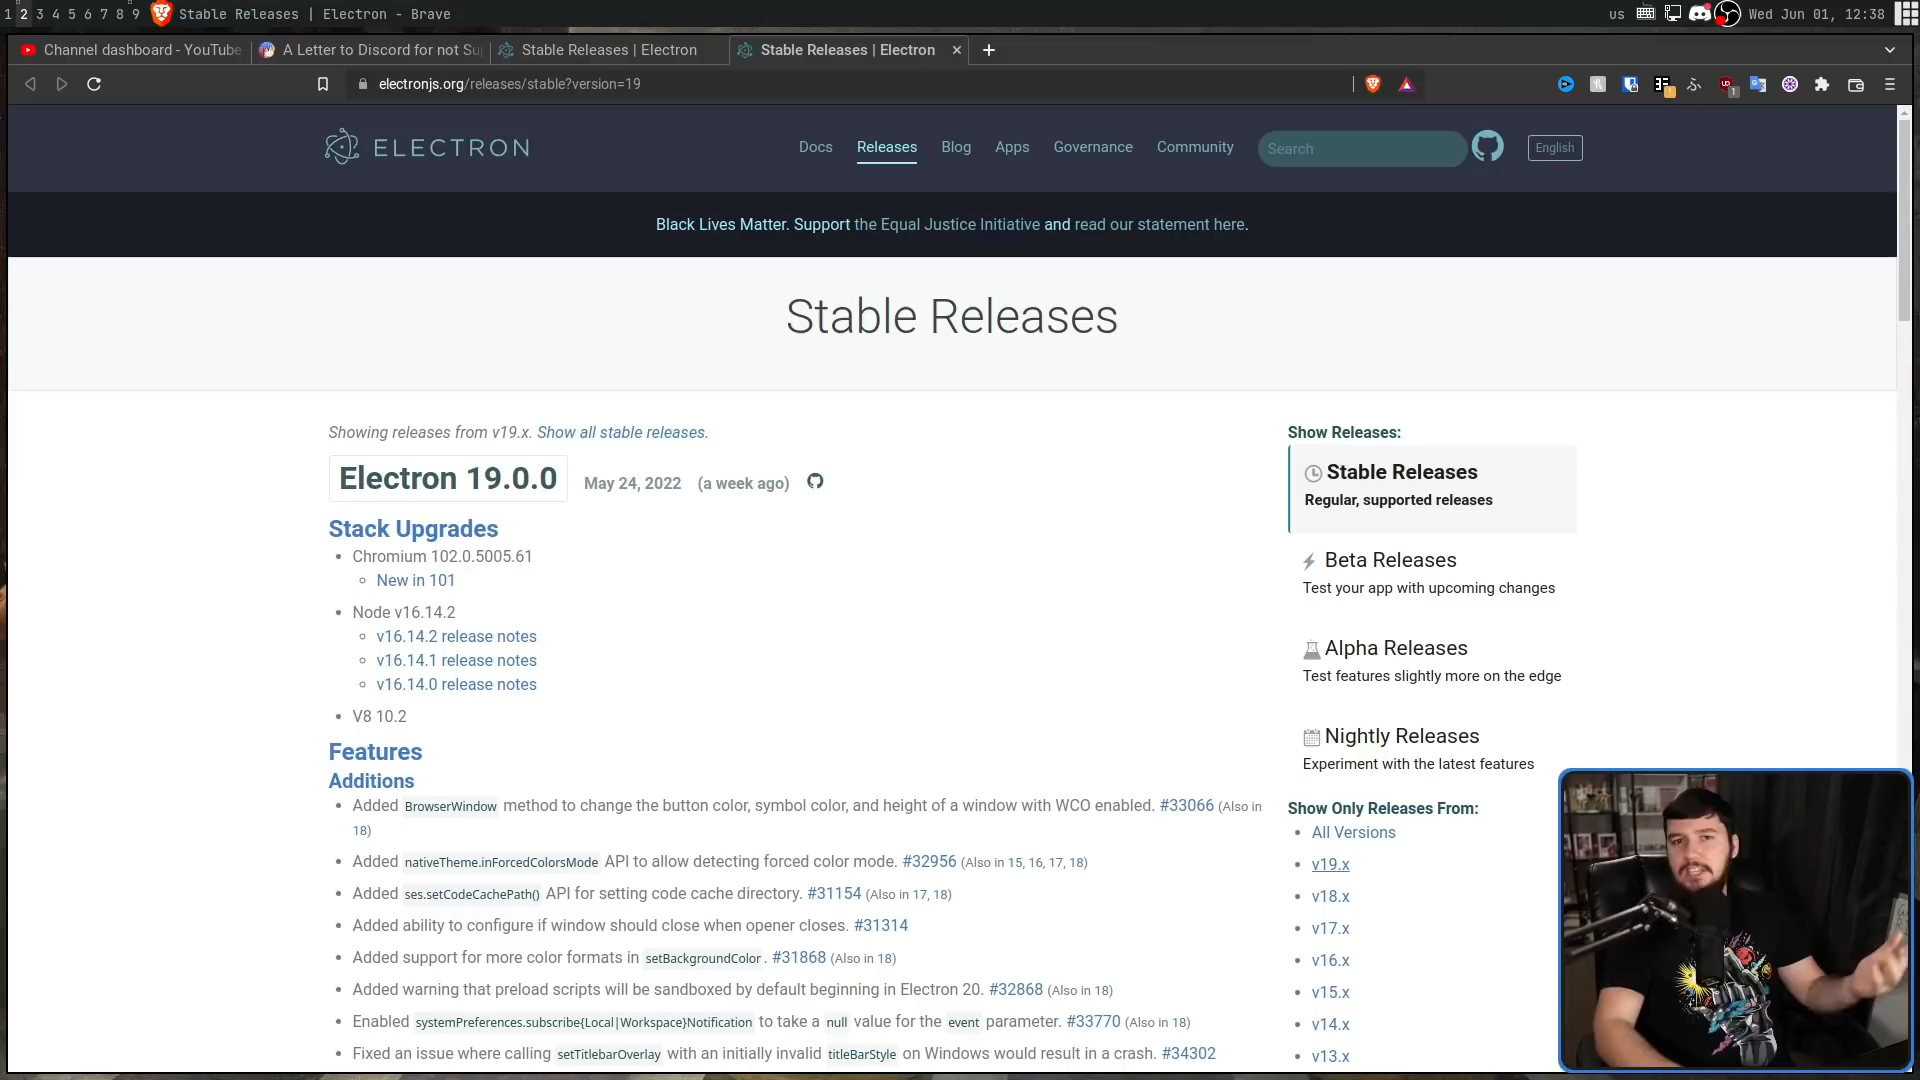 1 2 3 4 5 6 7 8 9 Stable Releases | Electron - Brave
us Wed Jun 01, 12:38
Channel dashboard - YouTube
A Letter to Discord for not Su
Stable Releases | Electron
Stable Releases | Electron
electronjs.org/releases/stable?version=19
ELECTRON
Docs Releases Blog Apps Governance Community Search English
Black Lives Matter. Support the Equal Justice Initiative and read our statement here.
Stable Releases
Showing releases from v19.x. Show all stable releases.
Electron 19.0.0 May 24, 2022 (a week ago)
Stack Upgrades
Chromium 102.0.5005.61
New in 101
Node v16.14.2
v16.14.2 release notes
v16.14.1 release notes
v16.14.0 release notes
V8 10.2
Features
Additions
Added BrowserWindow method to change the button color, symbol color, and height of a window with WCO enabled. #33066 (Also in
18)
Added nativeTheme.inForcedColorsMode API to allow detecting forced color mode. #32956 (Also in 15, 16, 17, 18)
Added ses.setCodeCachePath() API for setting code cache directory. #31154 (Also in 17, 18)
Added ability to configure if window should close when opener closes. #31314
Added support for more color formats in setBackgroundColor. #31868 (Also in 18)
Added warning that preload scripts will be sandboxed by default beginning in Electron 20. #32868 (Also in 18)
Enabled systemPreferences.subscribe{Local|Workspace}Notification to take a null value for the event parameter. #33770 (Also in 18)
Fixed an issue where calling setTitlebarOverlay with an initially invalid titleBarStyle on Windows would result in a crash. #34302
Show Releases:
Stable Releases
Regular, supported releases
Beta Releases
Test your app with upcoming changes
Alpha Releases
Test features slightly more on the edge
Nightly Releases
Experiment with the latest features
Show Only Releases From:
All Versions
v19.x
v18.x
v17.x
v16.x
v15.x
v14.x
v13.x